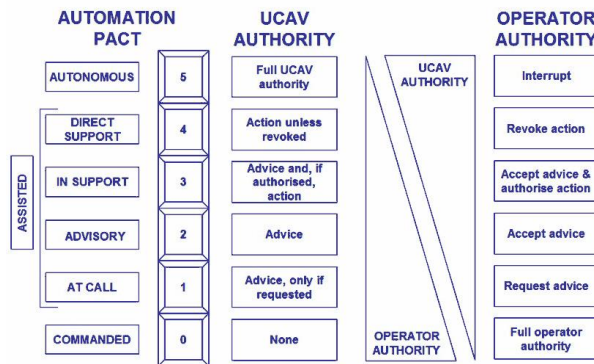 AUTOMATION
PACT
UCAV
AUTHORITY
OPERATOR
AUTHORITY
AUTONOMOUS
5
Full UCAV
authority
UCAV
AUTHORITY
Interrupt
DIRECT
SUPPORT
4
Action unless
revoked
Revoke action
ASSISTED
IN SUPPORT
3
Advice and, if
authorised,
action
Accept advice &
authorise action
ADVISORY
2
Advice
Accept advice
AT CALL
1
Advice, only if
requested
Request advice
COMMANDED
0
None
OPERATOR
AUTHORITY
Full operator
authority